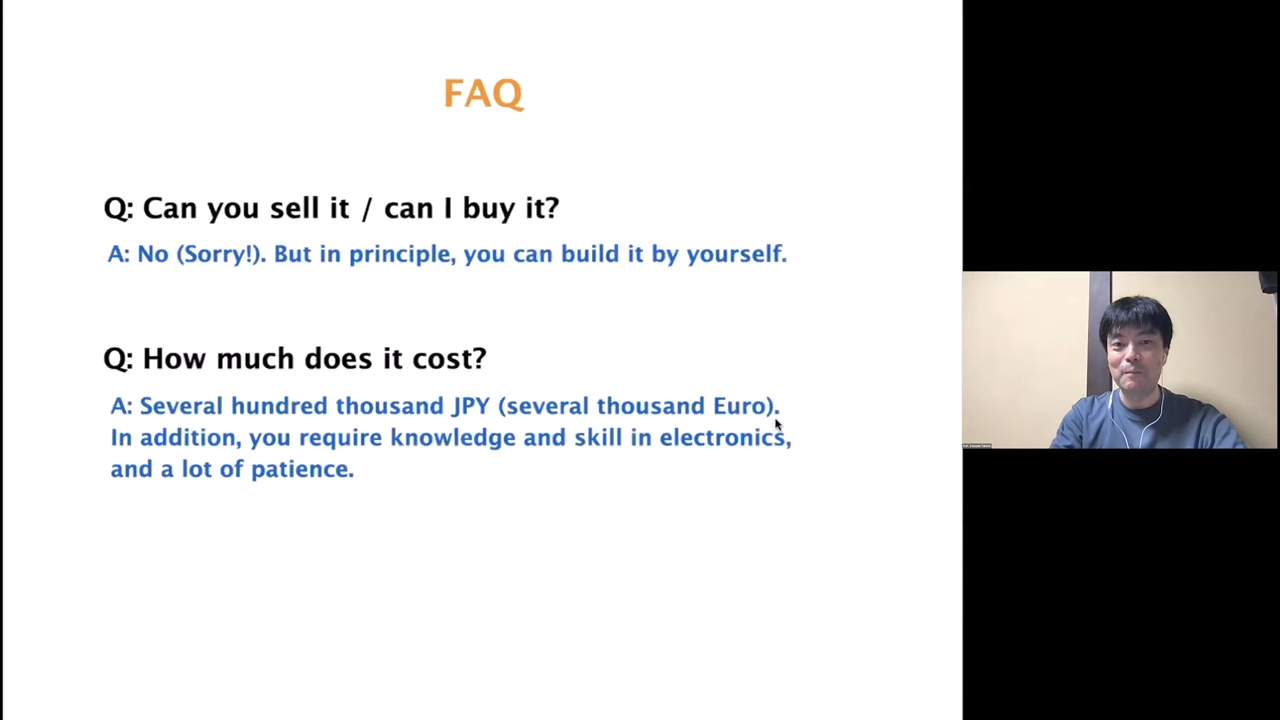 FAQ
Q: Can you sell it / can I buy it?
A: No (Sorry!). But in principle, you can build it by yourself.
Q: How much does it cost?
A: Several hundred thousand JPY (several thousand Euro).
In addition, you require knowledge and skill in electronics,
and a lot of patience.